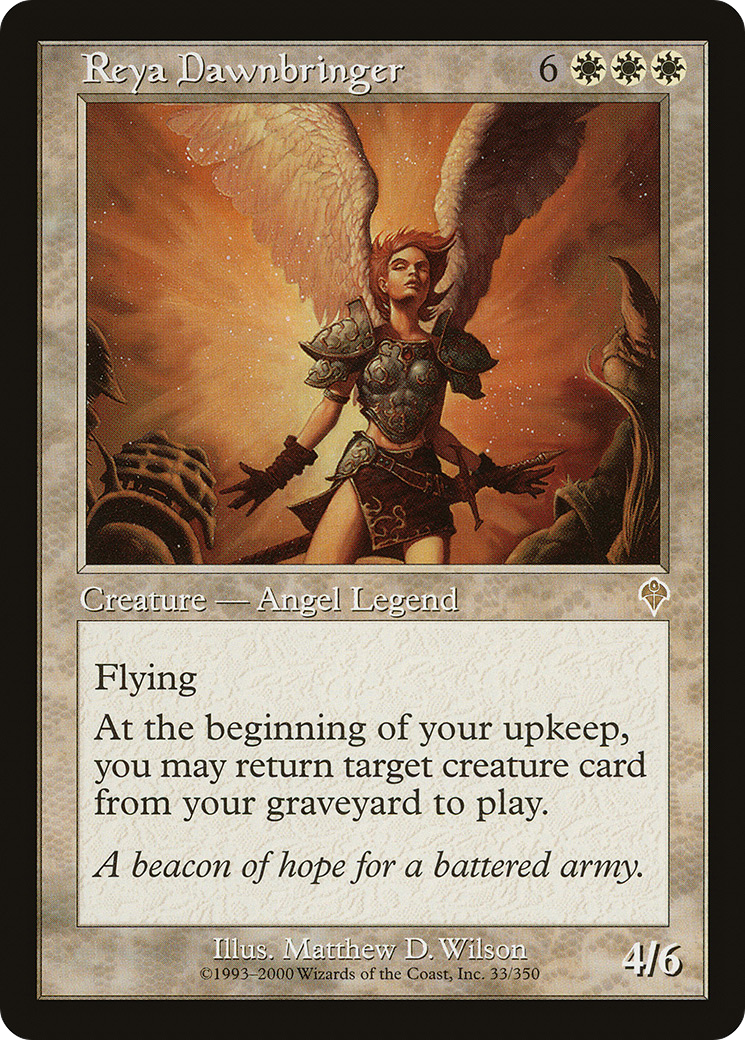 Reya Dawnbringer 6
Creature — Angel Legend
Flying
At the beginning of your upkeep,
you may return target creature card
from your graveyard to play.
A beacon of hope for a battered army.
Illus. Matthew D. Wilson
©1993–2000 Wizards of the Coast, Inc. 33/350
4/6